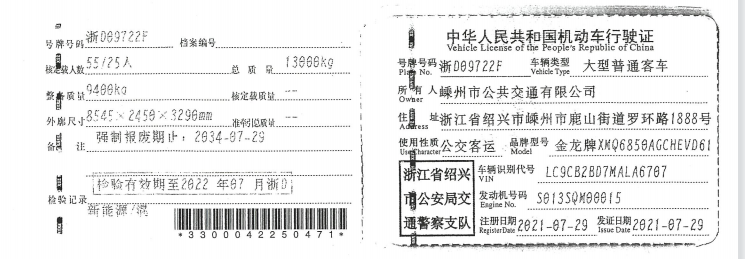 号牌号码 浙D09722F 档案编号
核定载人数 55/25人 总质量 13000kg
整备质量 9400kg 核定载质量 --
外廓尺寸 8545×2450×3290mm 准牵引总质量 --
备注 强制报废期止:2034-07-29
检验有效期至2022年07月浙D
检验记录
新能源/混
*3300042250471*
中华人民共和国机动车行驶证
Vehicle License of the People's Republic of China
号牌号码 浙D09722F 车辆类型 大型普通客车
Plate No. Vehicle Type
所有人 嵊州市公共交通有限公司
Owner
住址 浙江省绍兴市嵊州市鹿山街道罗环路1888号
Address
使用性质 公交客运 品牌型号 金龙牌XMQ6850AGCHEVD61
Use Character Model
浙江省绍兴
市公安局交
通警察支队
车辆识别代号 LC9CB2BD7MALA6707
VIN
发动机号码 S013SQM00015
Engine No.
注册日期 2021-07-29 发证日期 2021-07-29
Register Date Issue Date